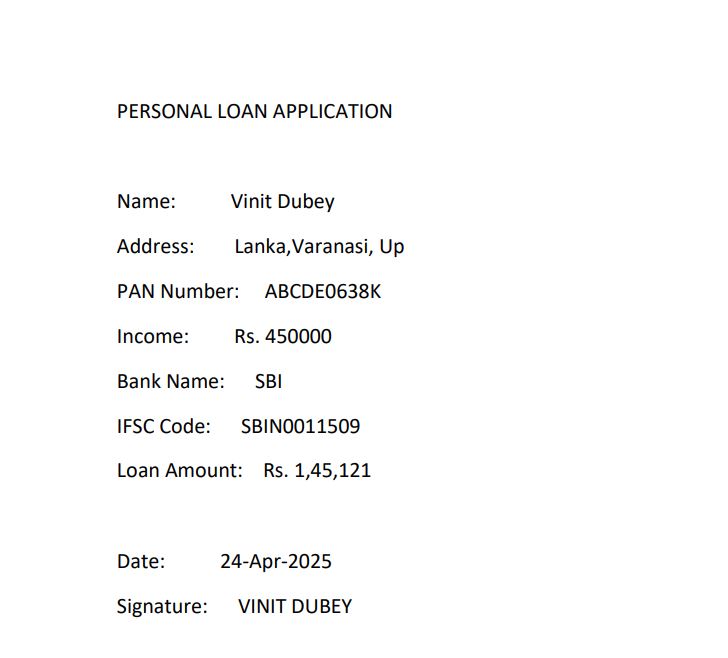 PERSONAL LOAN APPLICATION
Name: Vinit Dubey
Address: Lanka,Varanasi, Up
PAN Number: ABCDE0638K
Income: Rs. 450000
Bank Name: SBI
IFSC Code: SBIN0011509
Loan Amount: Rs. 1,45,121
Date: 24-Apr-2025
Signature: VINIT DUBEY